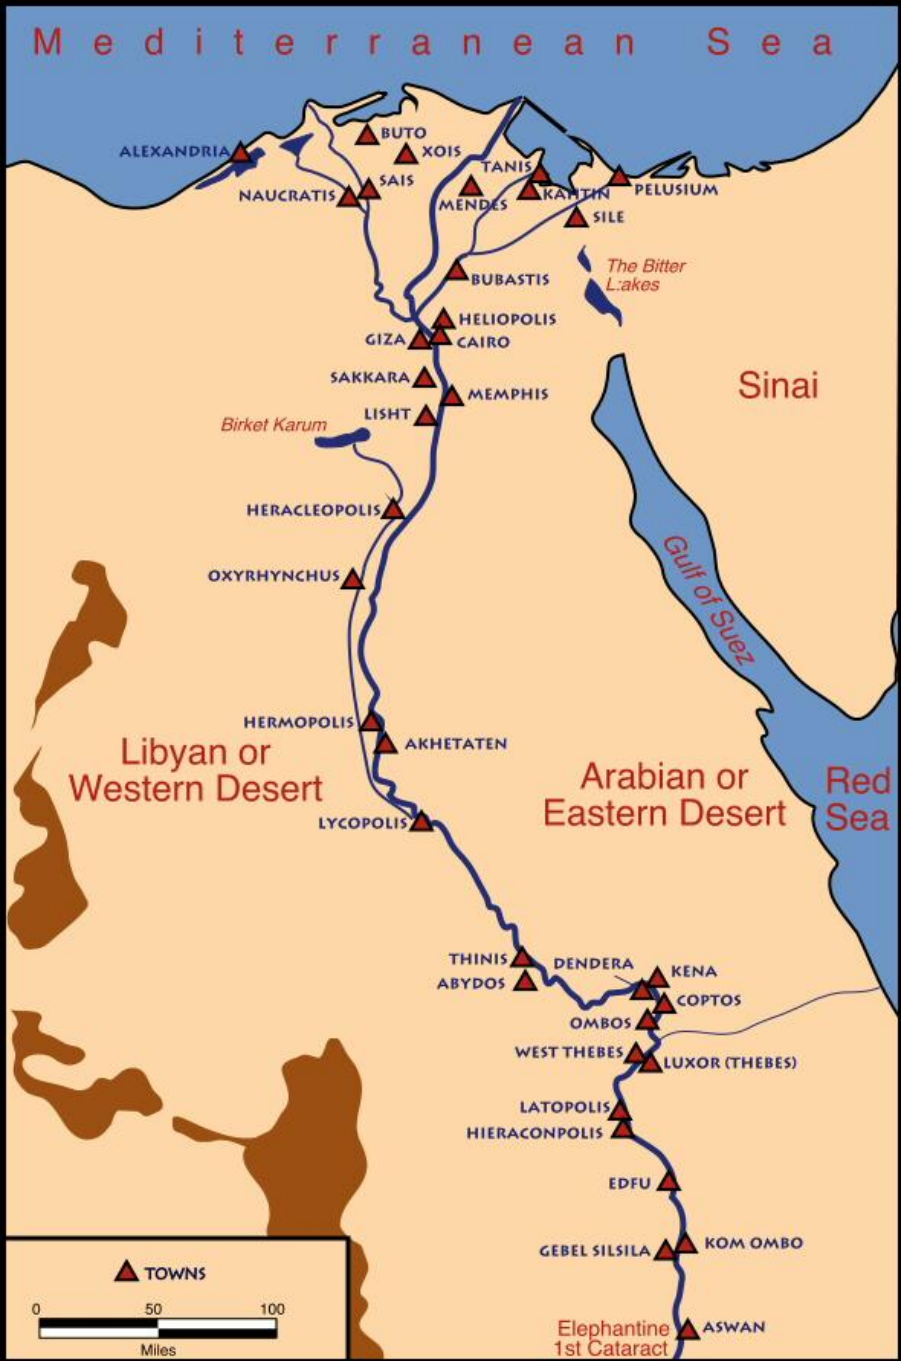 Mediterranean Sea
BUTO
ALEXANDRIA
XOIS
TANIS
SAIS
NAUCRATIS
KAHTIN
PELUSIUM
MENDES
SILE
The Bitter
L:akes
BUBASTIS
HELIOPOLIS
GIZA
CAIRO
SAKKARA
Sinai
MEMPHIS
LISHT
Birket Karum
HERACLEOPOLIS
Gulf of Suez
OXYRHYNCHUS
HERMOPOLIS
AKHETATEN
Libyan or
Western Desert
Arabian or
Eastern Desert
Red
Sea
LYCOPOLIS
THINIS
DENDERA
KENA
ABYDOS
COPTOS
OMBOS
WEST THEBES
LUXOR (THEBES)
LATOPOLIS
HIERACONPOLIS
EDFU
KOM OMBO
GEBEL SILSILA
TOWNS
0 50 100
Miles
ASWAN
Elephantine
1st Cataract